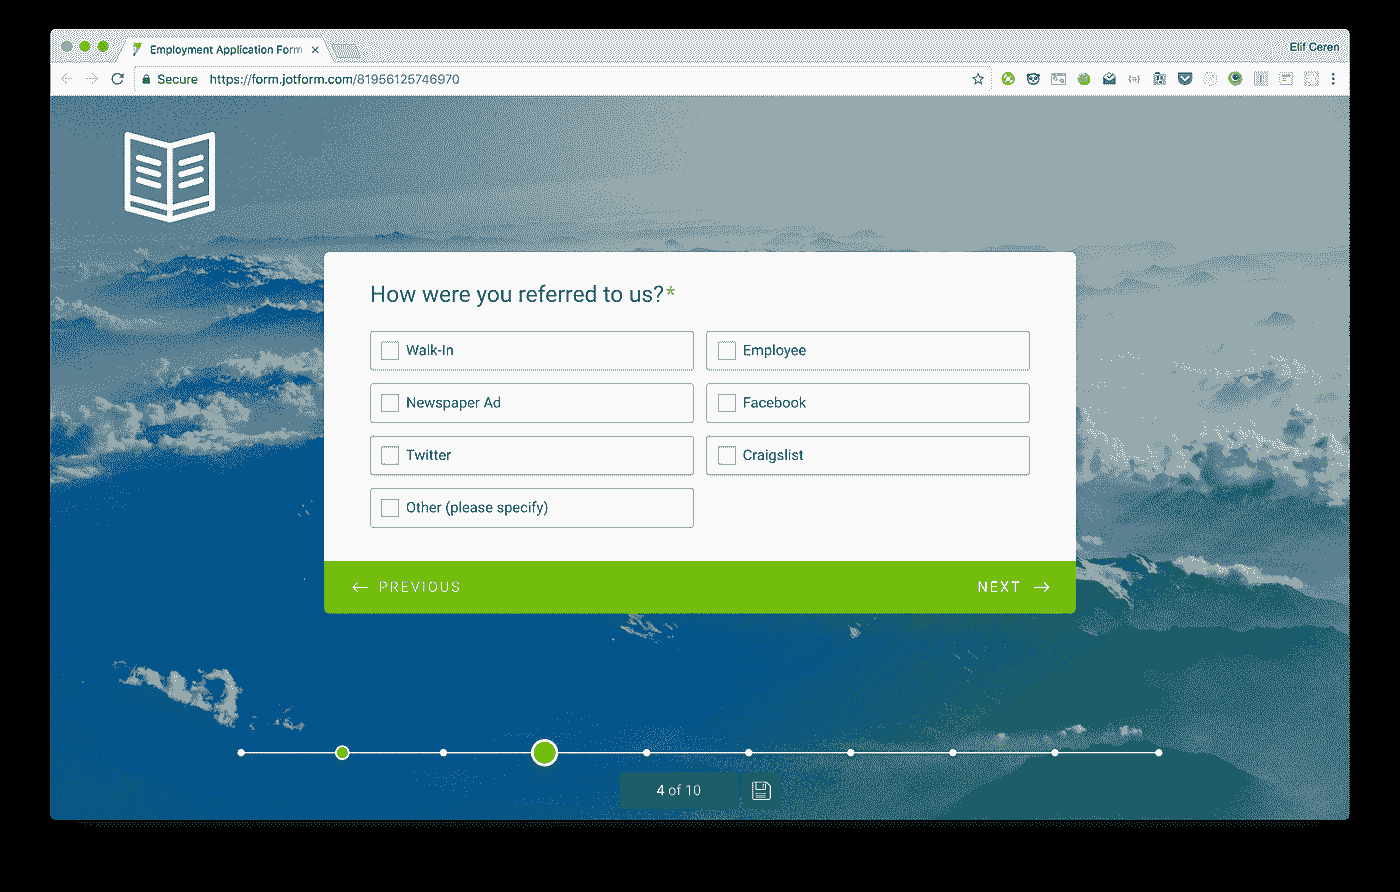 Employment Application Form
Elif Ceren
Secure https://form.jotform.com/81956125746970
How were you referred to us?*
Walk-In
Employee
Newspaper Ad
Facebook
Twitter
Craigslist
Other (please specify)
← PREVIOUS
NEXT →
4 of 10